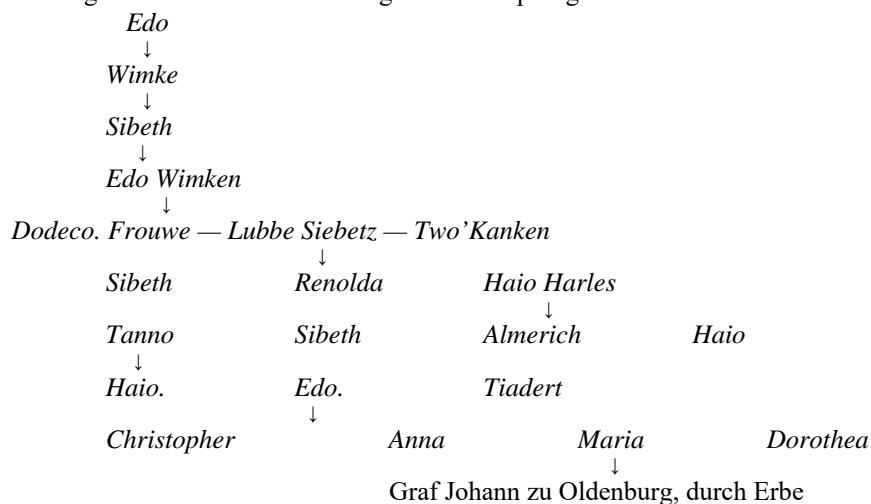 Edo
↓
Wimke
↓
Sibeth
↓
Edo Wimken
↓
Dodeco. Frouwe — Lubbe Siebetz — Two’Kanken
↓
Sibeth Renolda Haio Harles
↓
Tanno Sibeth Almerich Haio
↓
Haio. Edo. Tiadert
↓
Christopher Anna Maria Dorothea
↓
Graf Johann zu Oldenburg, durch Erbe